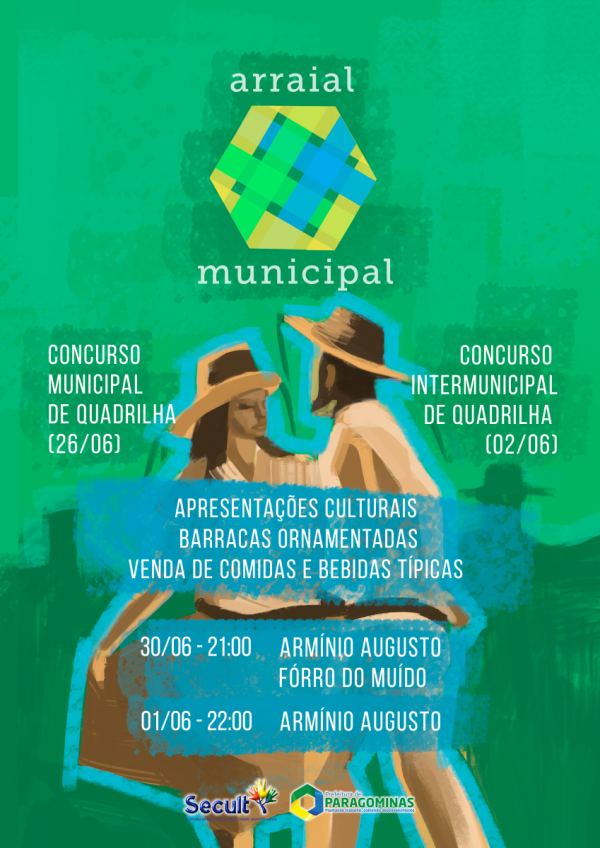 arraial
municipal
CONCURSO
MUNICIPAL
DE QUADRILHA
(26/06)
CONCURSO
INTERMUNICIPAL
DE QUADRILHA
(02/06)
APRESENTAÇÕES CULTURAIS
BARRACAS ORNAMENTADAS
VENDA DE COMIDAS E BEBIDAS TÍPICAS
30/06 - 21:00 ARMÍNIO AUGUSTO
FÓRRO DO MUÍDO
01/06 - 22:00 ARMÍNIO AUGUSTO
Secult
Prefeitura de
PARAGOMINAS